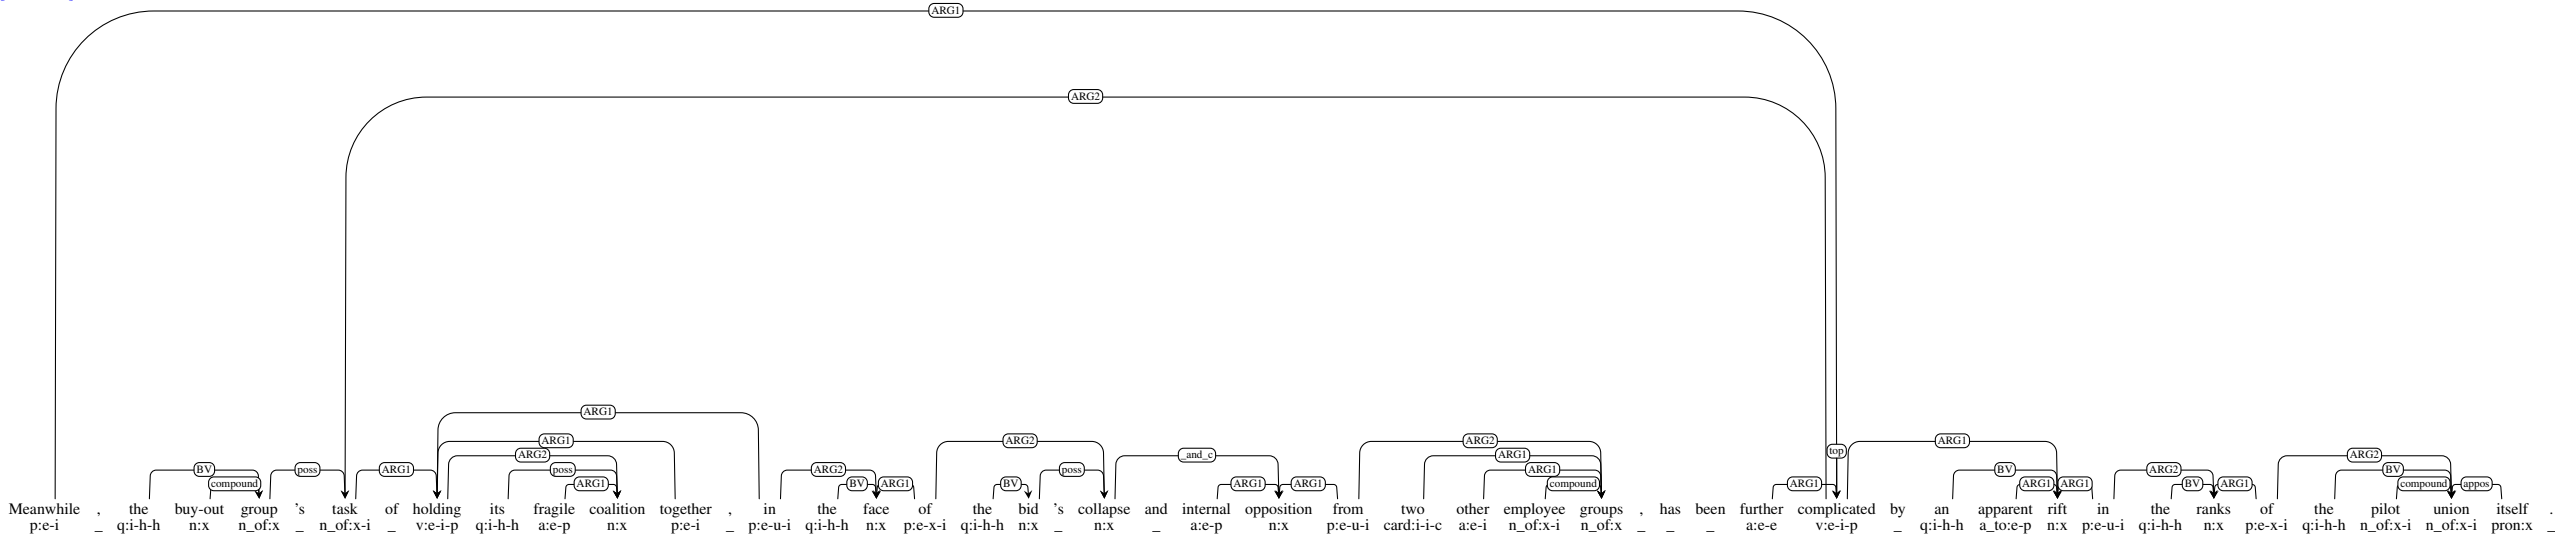 ARG1
ARG2
ARG1
ARG1 ARG2 _and_c ARG2 top ARG1
ARG2 ARG1 ARG2
BV poss ARG1 poss ARG2 poss ARG1 BV ARG2 BV
compound ARG1 BV ARG1 BV ARG1 ARG1 compound ARG1 ARG1 ARG1 BV ARG1 compound appos
Meanwhile , the buy-out group 's task of holding its fragile coalition together , in the face of the bid 's collapse and internal opposition from two other employee groups , has been further complicated by an apparent rift in the ranks of the pilot union itself .
p:e-i _ q:i-h-h n:x n_of:x _ n_of:x-i _ v:e-i-p q:i-h-h a:e-p n:x p:e-i _ p:e-u-i q:i-h-h n:x p:e-x-i q:i-h-h n:x _ n:x _ a:e-p n:x p:e-u-i card:i-i-c a:e-i n_of:x-i n_of:x _ _ _ a:e-e v:e-i-p _ q:i-h-h a_to:e-p n:x p:e-u-i q:i-h-h n:x p:e-x-i q:i-h-h n_of:x-i n_of:x-i pron:x _